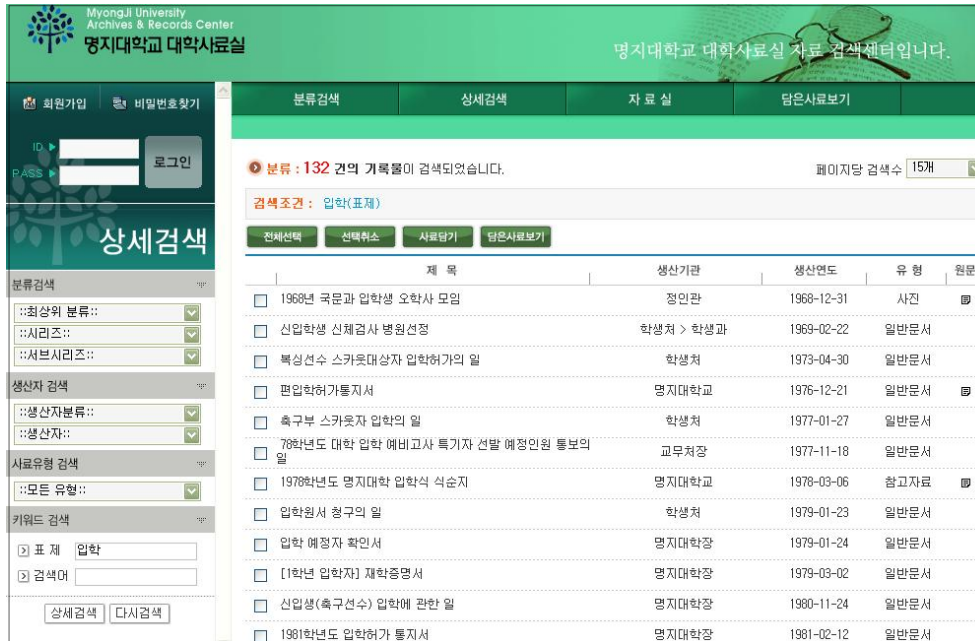 MyongJi University
Archives & Records Center
명지대학교 대학사료실
명지대학교 대학사료실 자료 검색센터입니다.
회원가입 비밀번호찾기
분류검색 상세검색 자 료 실 담은사료보기
ID
PASS
로그인
분류 : 132 건의 기록물이 검색되었습니다.
페이지당 검색수 15개
검색조건 : 입학(표제)
전체선택 선택취소 사료담기 담은사료보기
상세검색
분류검색
::최상위 분류::
::시리즈::
::서브시리즈::
생산자 검색
::생산자분류::
::생산자::
사료유형 검색
::모든 유형::
키워드 검색
표 제 입학
검색어
상세검색 다시검색
제 목 생산기관 생산연도 유 형 원문
1968년 국문과 입학생 오학사 모임 정인관 1968-12-31 사진
신입학생 신체검사 병원선정 학생처 > 학생과 1969-02-22 일반문서
복싱선수 스카웃대상자 입학허가의 일 학생처 1973-04-30 일반문서
편입학허가통지서 명지대학교 1976-12-21 일반문서
축구부 스카웃자 입학의 일 학생처 1977-01-27 일반문서
78학년도 대학 입학 예비고사 특기자 선발 예정인원 통보의
일 교무처장 1977-11-18 일반문서
1978학년도 명지대학 입학식 식순지 명지대학교 1978-03-06 참고자료
입학원서 청구의 일 학생처 1979-01-23 일반문서
입학 예정자 확인서 명지대학장 1979-01-24 일반문서
[1학년 입학자] 재학증명서 명지대학장 1979-03-02 일반문서
신입생(축구선수) 입학에 관한 일 명지대학장 1980-11-24 일반문서
1981학년도 입학허가 통지서 명지대학장 1981-02-12 일반문서